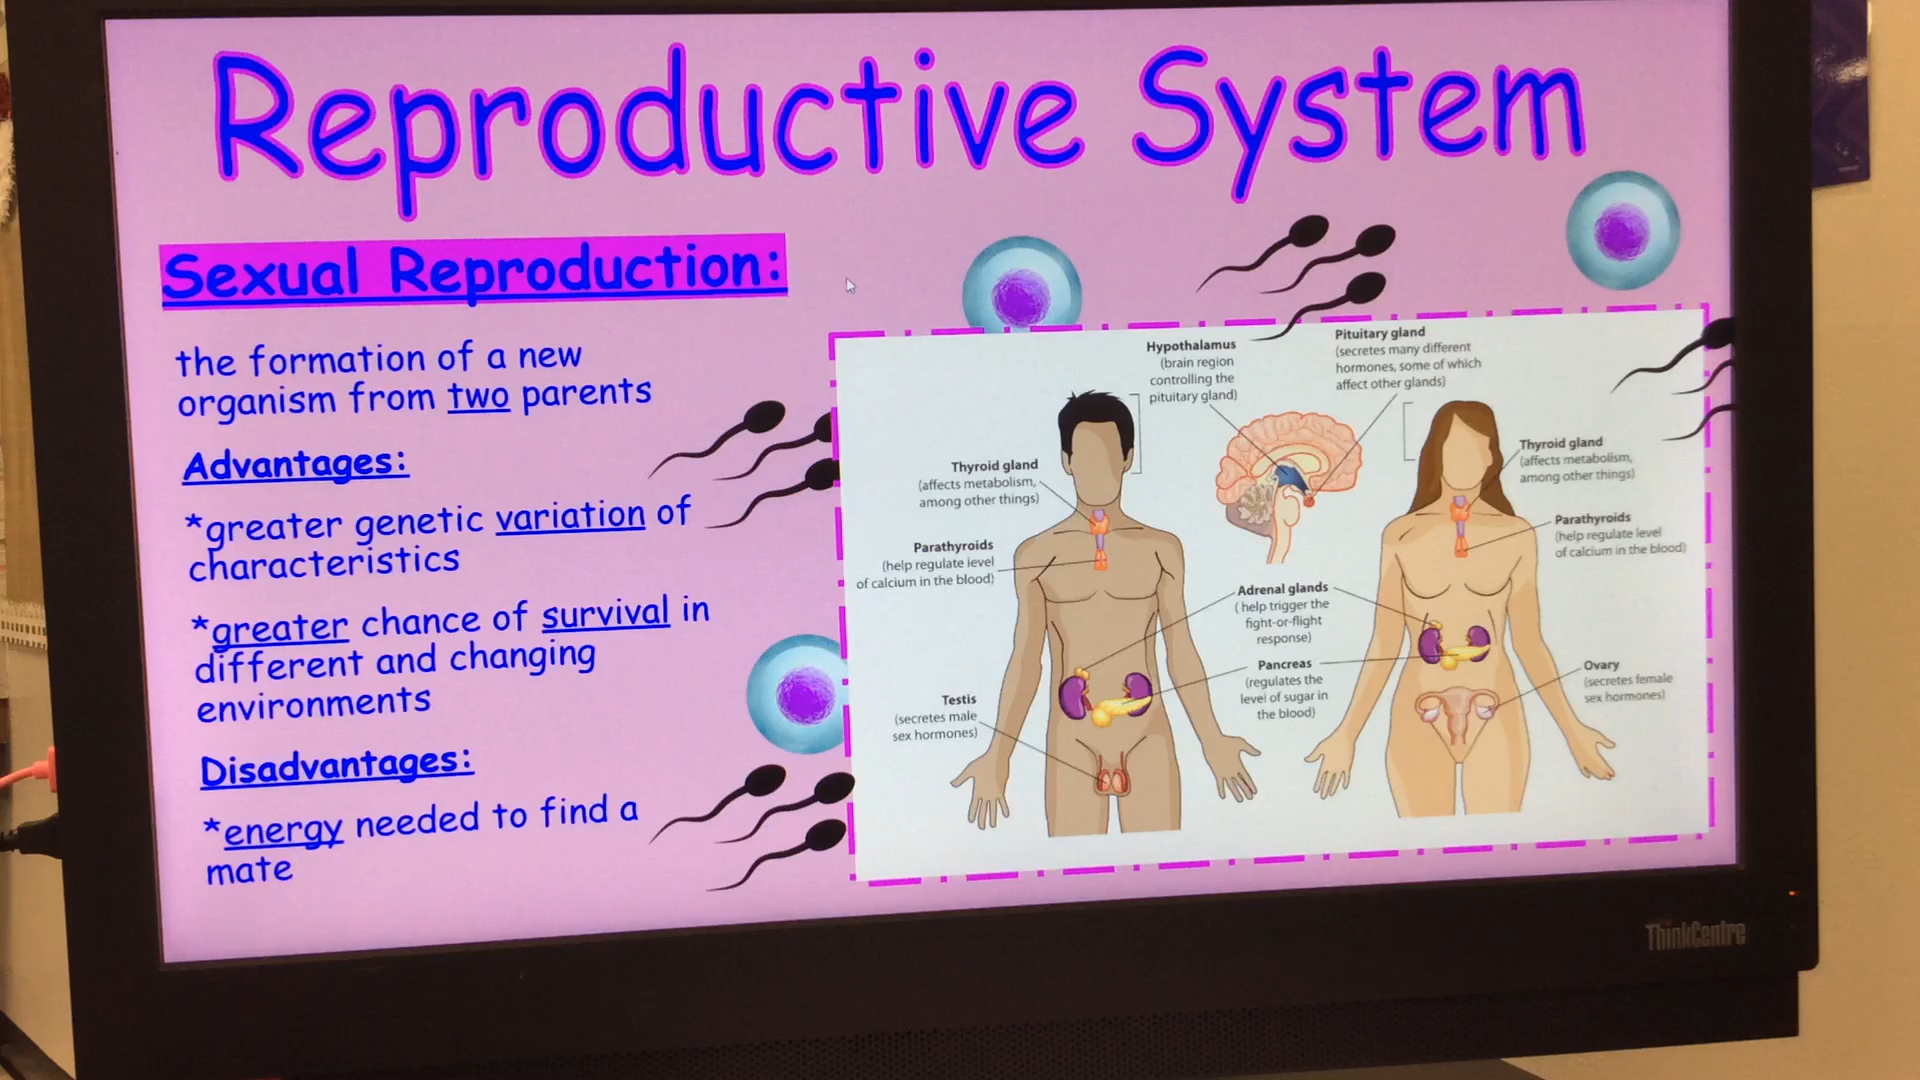 Reproductive System
Sexual Reproduction:
the formation of a new
organism from two parents
Advantages:
*greater genetic variation of
characteristics
*greater chance of survival in
different and changing
environments
Disadvantages:
*energy needed to find a
mate
Hypothalamus
(brain region
controlling the
pituitary gland)
Pituitary gland
(secretes many different
hormones, some of which
affect other glands)
Thyroid gland
(affects metabolism,
among other things)
Parathyroids
(help regulate level
of calcium in the blood)
Testis
(secretes male
sex hormones)
Adrenal glands
( help trigger the
fight-or-flight
response)
Pancreas
(regulates the
level of sugar in
the blood)
Thyroid gland
(affects metabolism,
among other things)
Parathyroids
(help regulate level
of calcium in the blood)
Ovary
(secretes female
sex hormones)
ThinkCentre